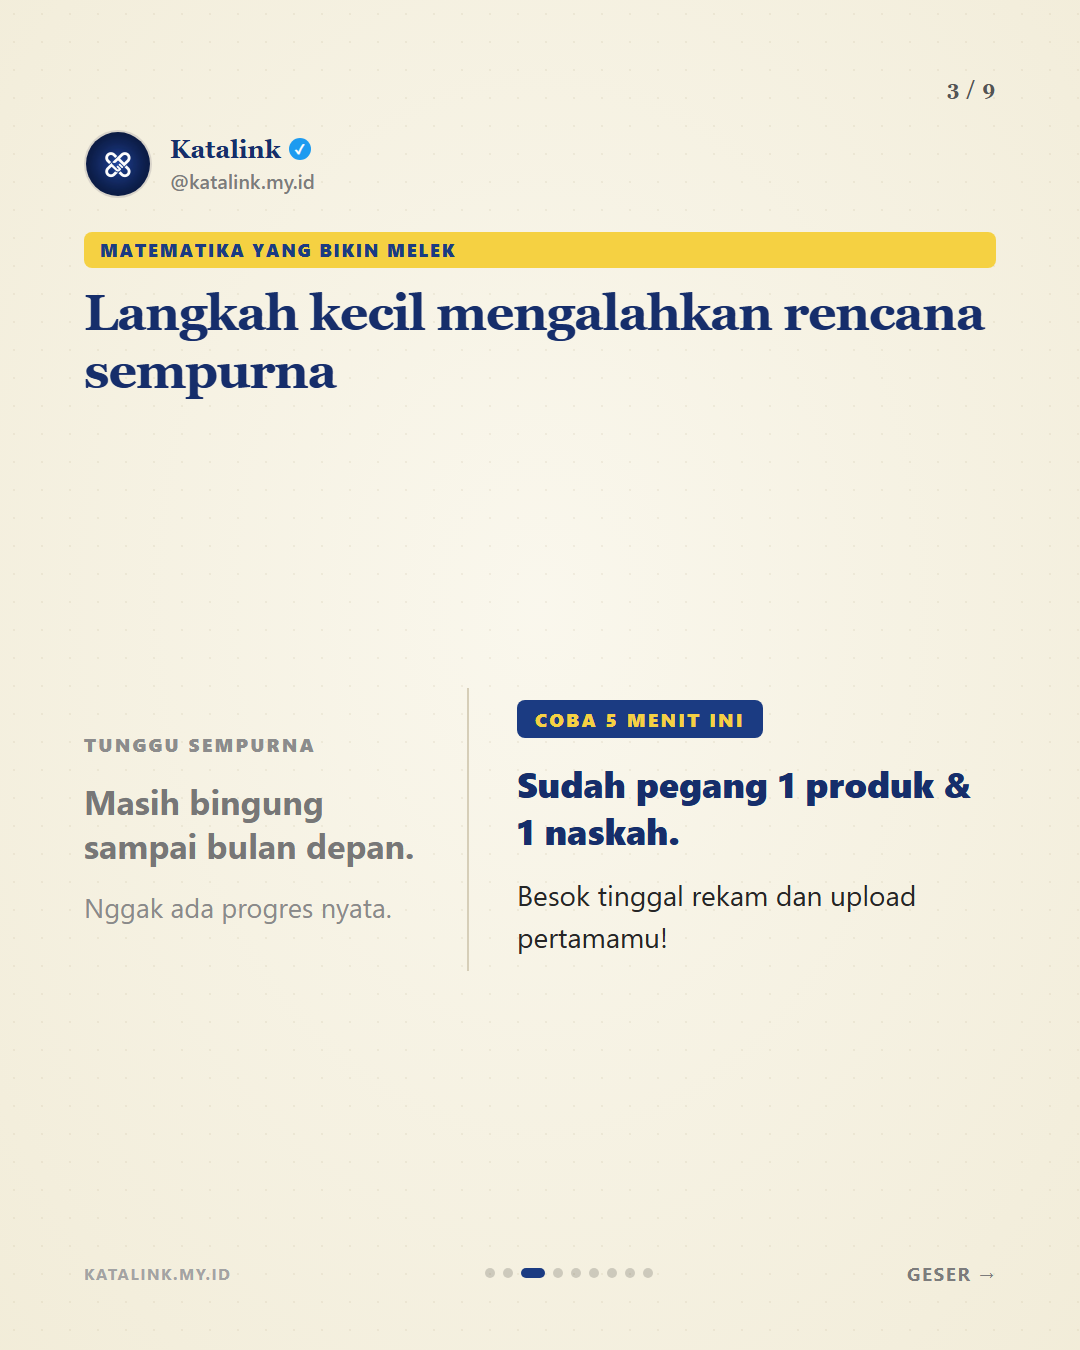 3 / 9
Katalink
@katalink.my.id
MATEMATIKA YANG BIKIN MELEK
Langkah kecil mengalahkan rencana
sempurna
TUNGGU SEMPURNA
Masih bingung
sampai bulan depan.
Nggak ada progres nyata.
COBA 5 MENIT INI
Sudah pegang 1 produk &
1 naskah.
Besok tinggal rekam dan upload
pertamamu!
KATALINK.MY.ID
GESER →